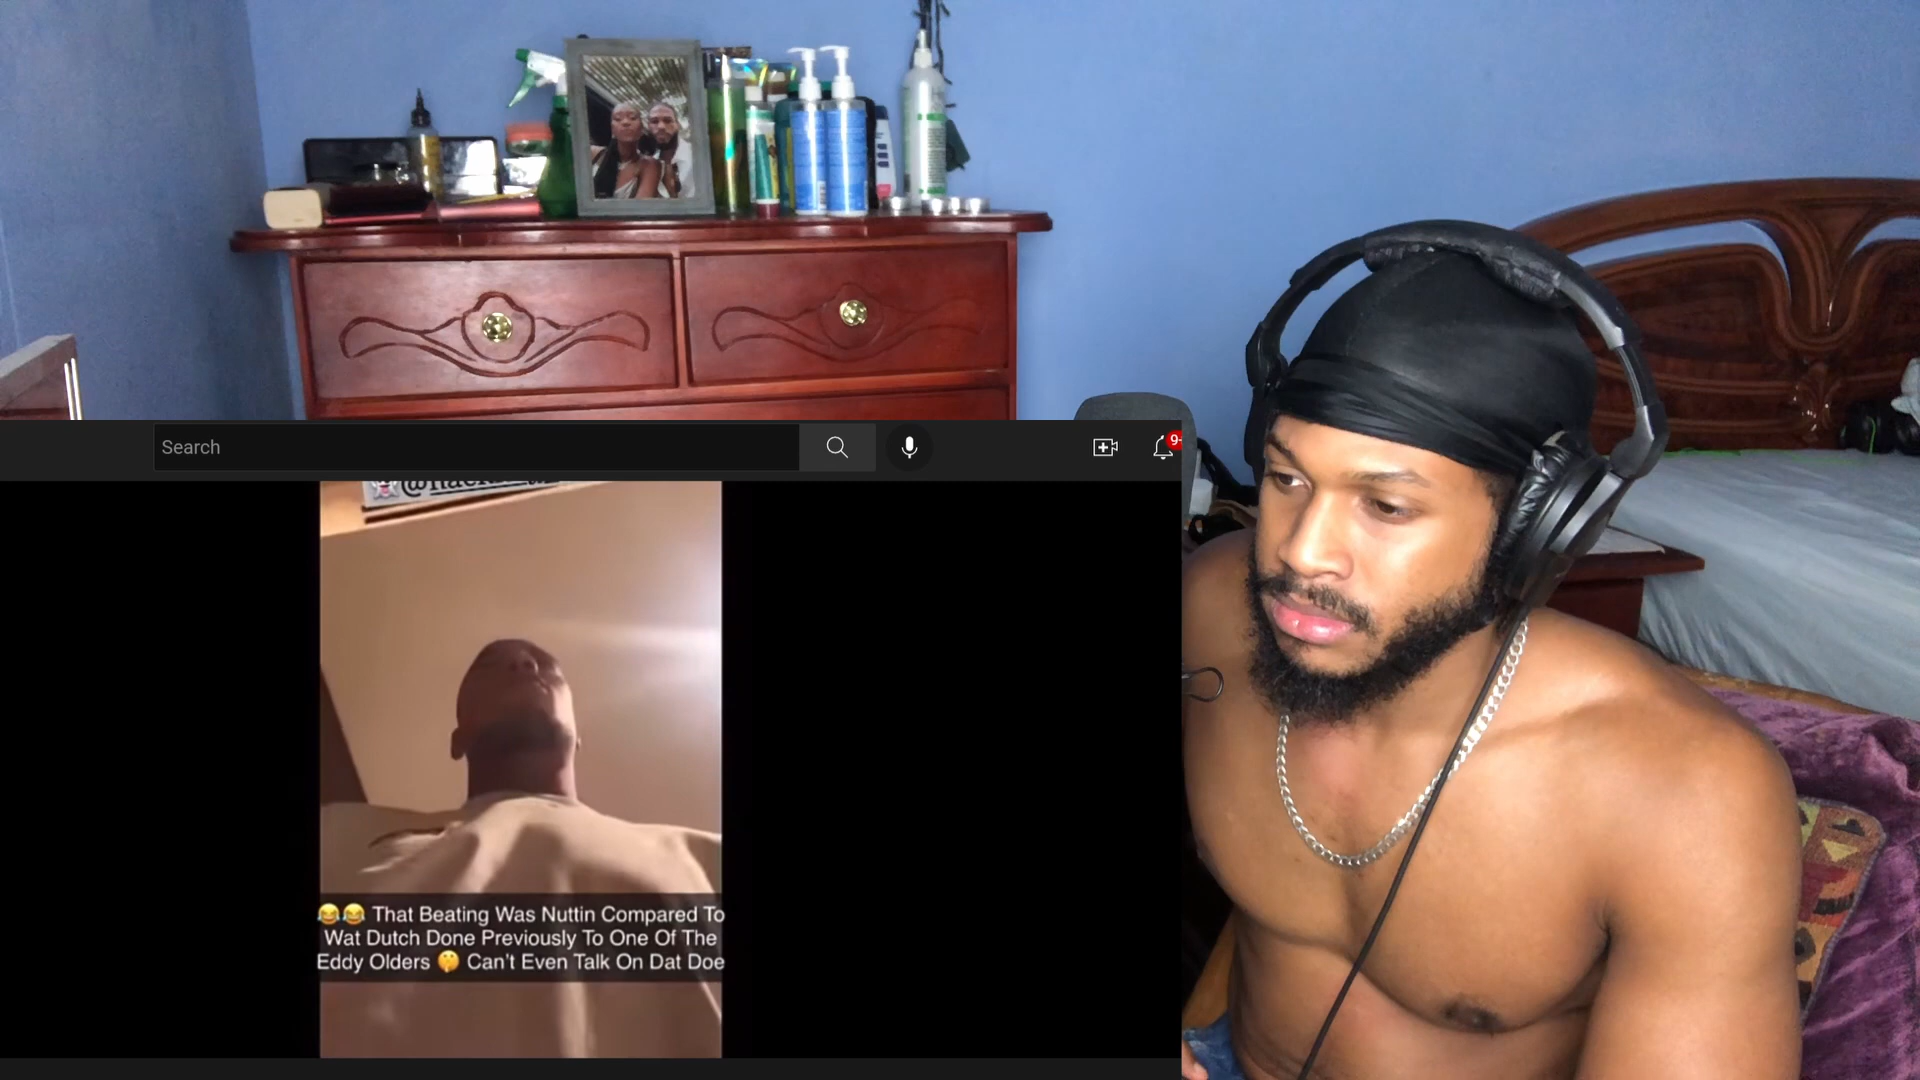 Search
9+
😂😂 That Beating Was Nuttin Compared To
Wat Dutch Done Previously To One Of The
Eddy Olders 🤫 Can't Even Talk On Dat Doe